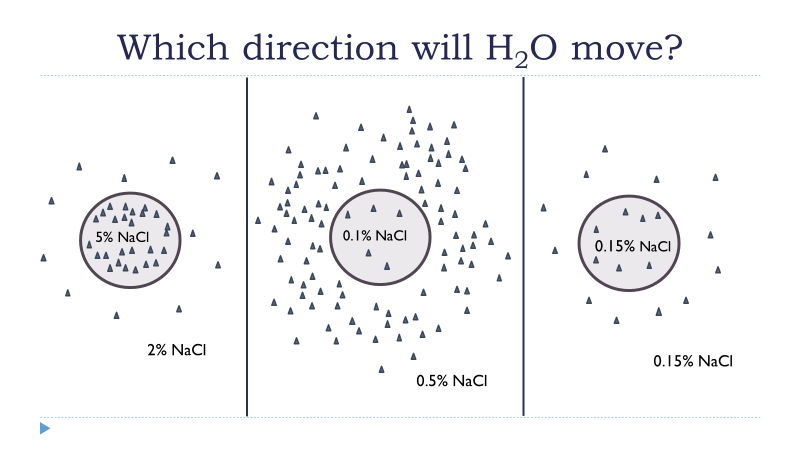 Which direction will H₂O move?
5% NaCl
2% NaCl
0.1% NaCl
0.5% NaCl
0.15% NaCl
0.15% NaCl